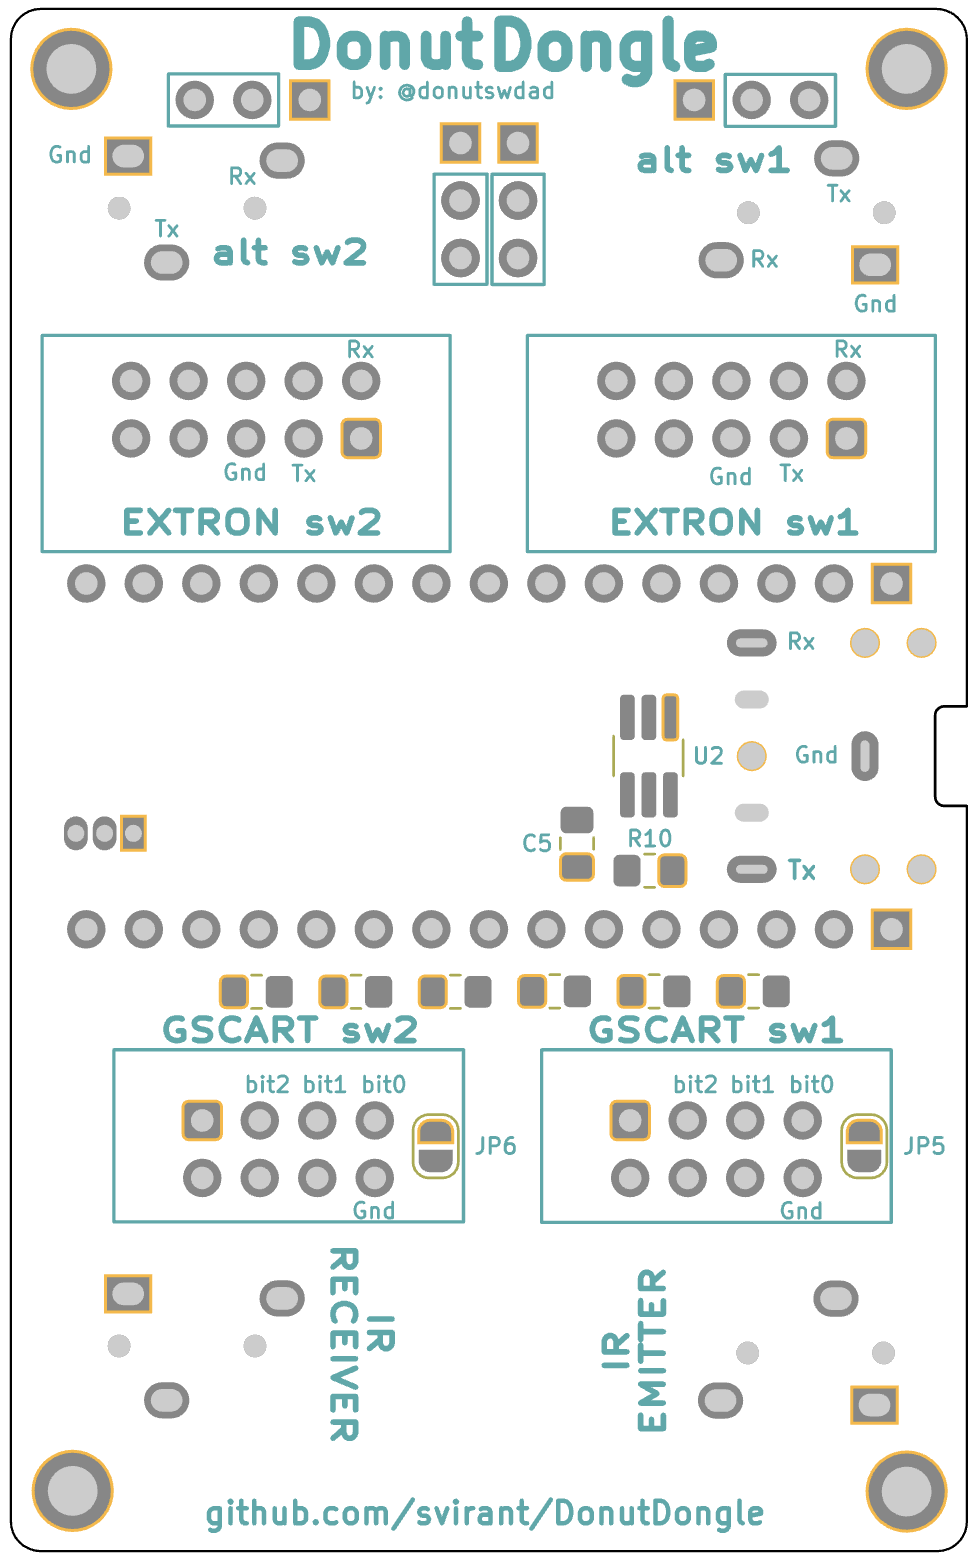 DonutDongle
by: @donutswdad
Gnd
Rx
Tx
alt sw2
alt sw1
Tx
Rx
Gnd
Rx
Gnd Tx
EXTRON sw2
Rx
Gnd Tx
EXTRON sw1
Rx
U2
Gnd
C5
R10
Tx
GSCART sw2
bit2 bit1 bit0
JP6
Gnd
GSCART sw1
bit2 bit1 bit0
JP5
Gnd
IR
RECEIVER
IR
EMITTER
github.com/svirant/DonutDongle